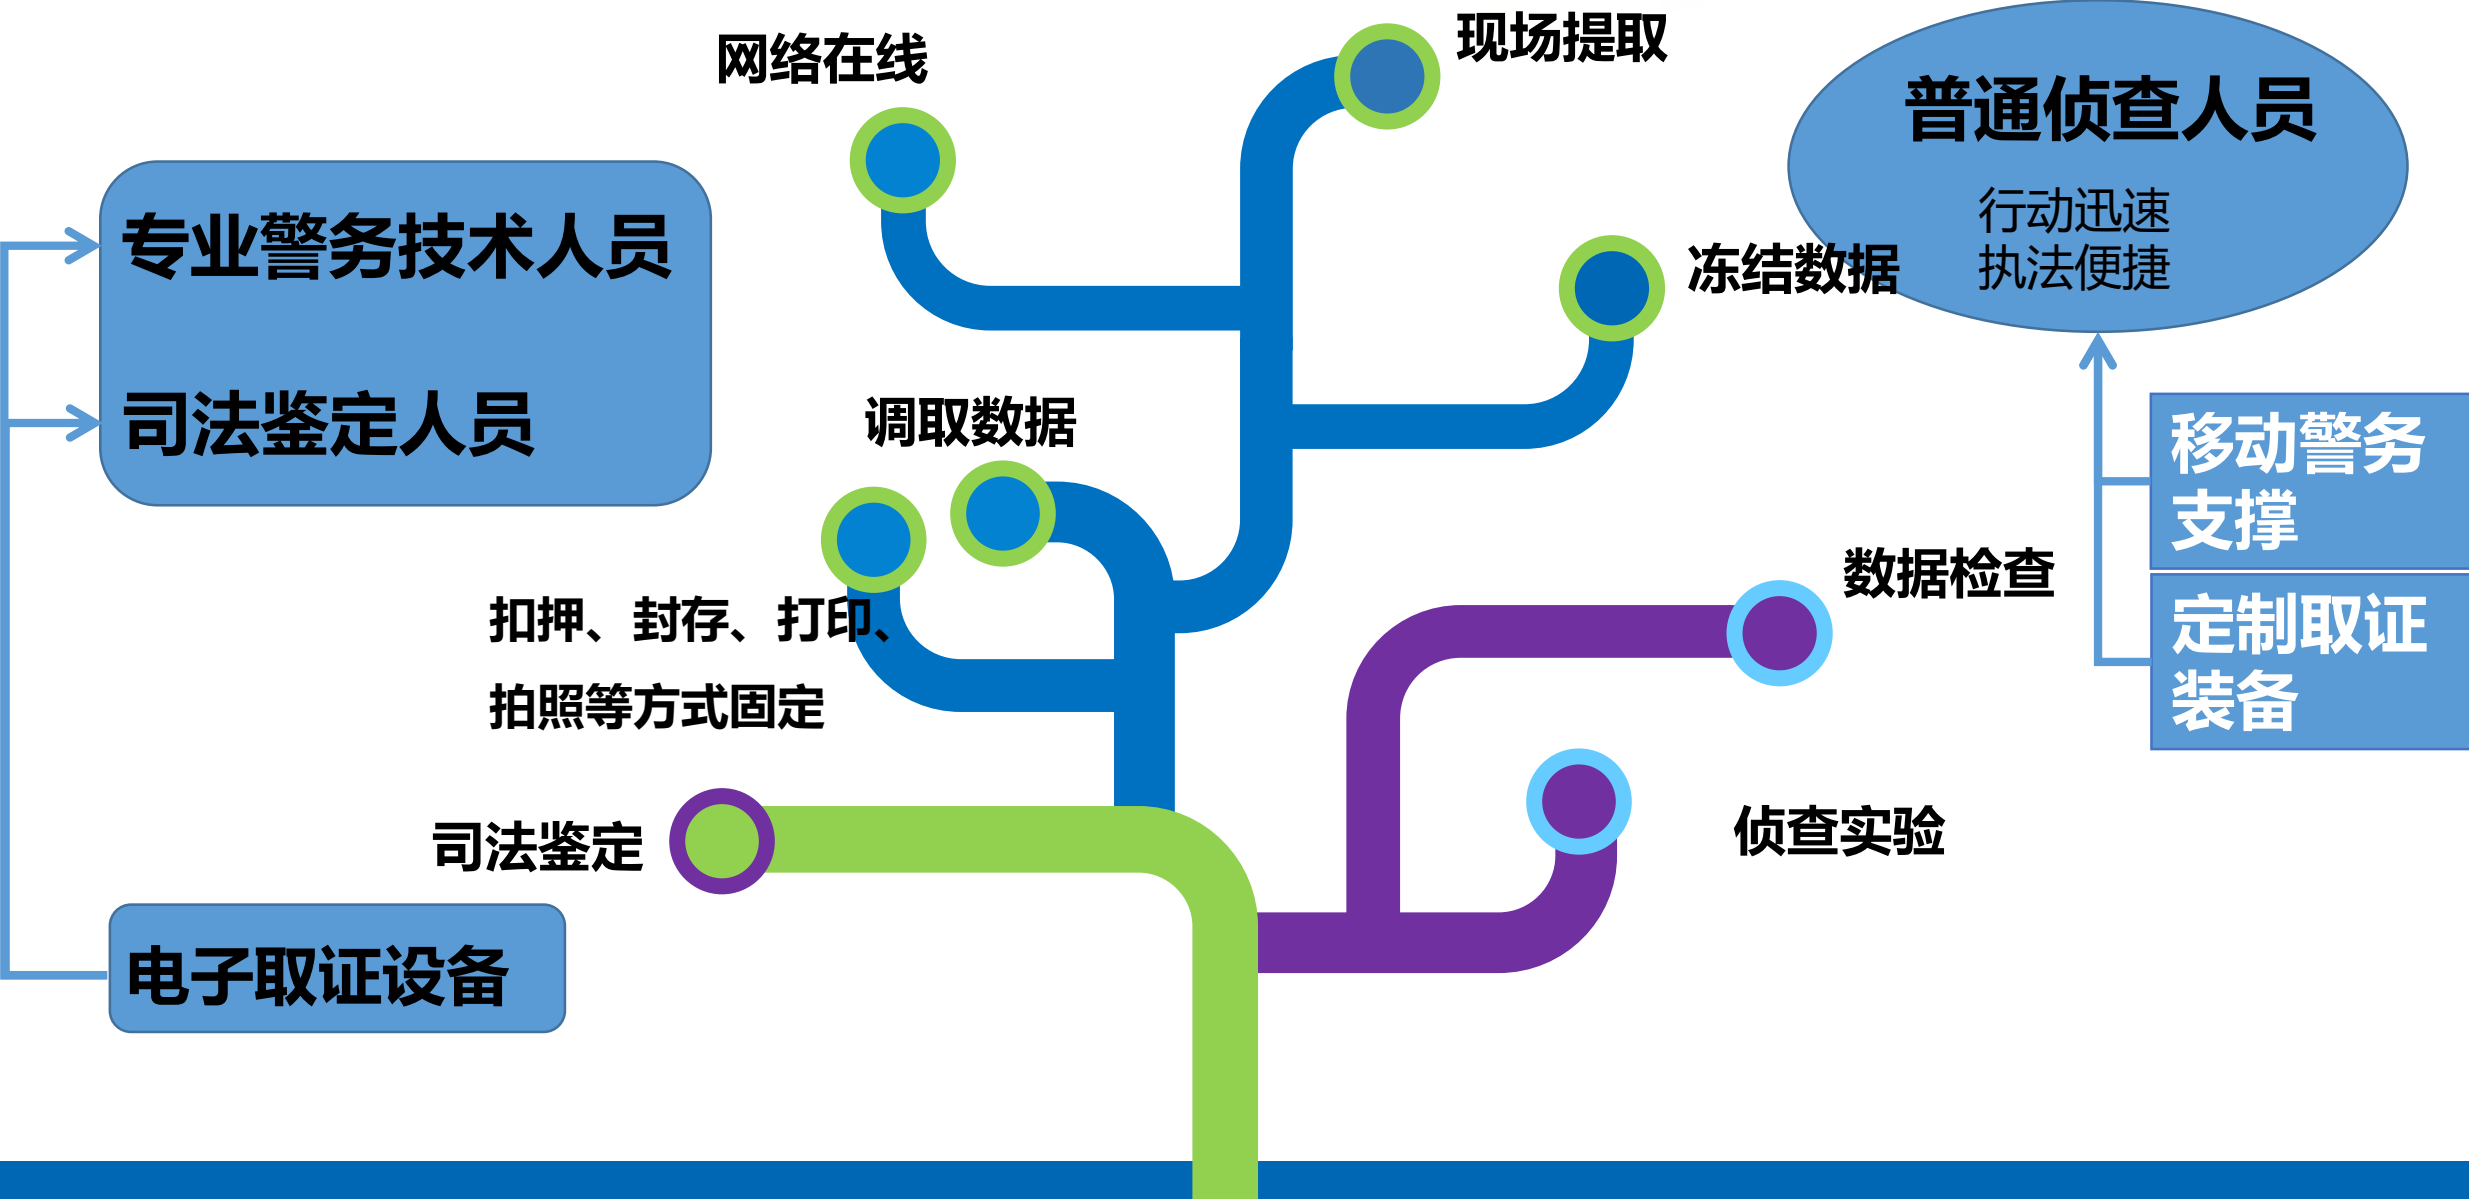 网络在线
现场提取
普通侦查人员
行动迅速
执法便捷
专业警务技术人员
司法鉴定人员
冻结数据
调取数据
移动警务
支撑
数据检查
定制取证
装备
扣押、封存、打印、
拍照等方式固定
司法鉴定
侦查实验
电子取证设备